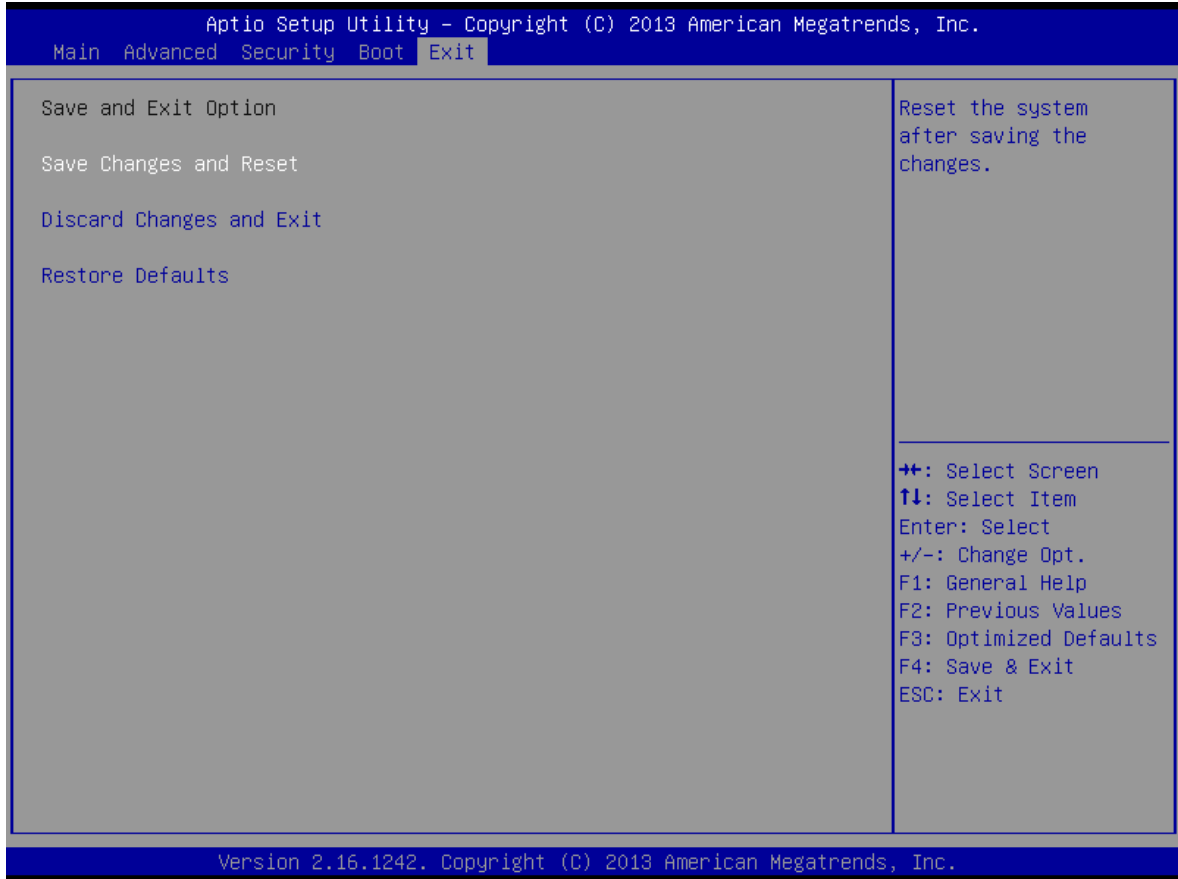 Aptio Setup Utility – Copyright (C) 2013 American Megatrends, Inc.
Main Advanced Security Boot Exit
Save and Exit Option
Save Changes and Reset
Discard Changes and Exit
Restore Defaults
Reset the system
after saving the
changes.
→←: Select Screen
↑↓: Select Item
Enter: Select
+/-: Change Opt.
F1: General Help
F2: Previous Values
F3: Optimized Defaults
F4: Save & Exit
ESC: Exit
Version 2.16.1242. Copyright (C) 2013 American Megatrends, Inc.